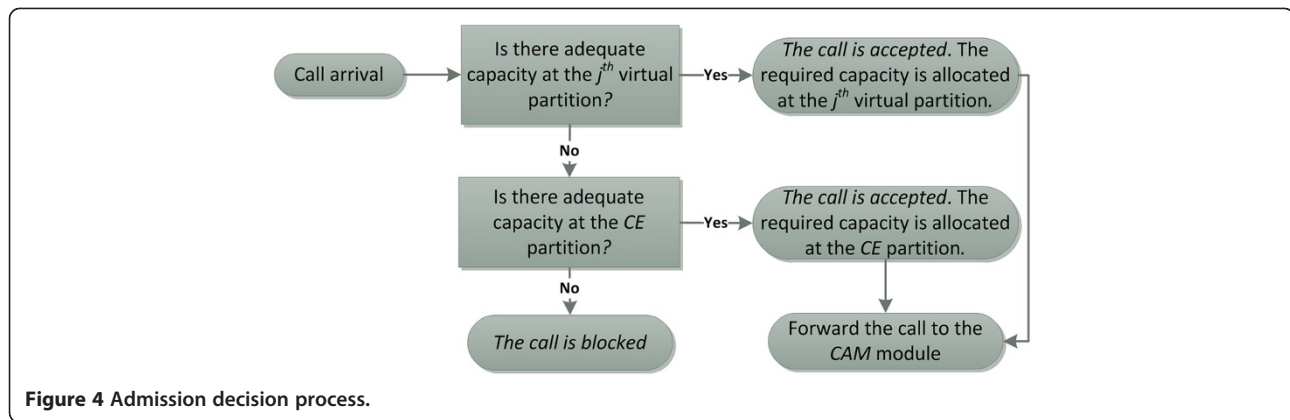 Call arrival
Is there adequate
capacity at the jth virtual
partition?
Yes
The call is accepted. The
required capacity is allocated
at the jth virtual partition.
No
Is there adequate
capacity at the CE
partition?
Yes
The call is accepted. The
required capacity is allocated
at the CE partition.
No
The call is blocked
Forward the call to the
CAM module
Figure 4 Admission decision process.